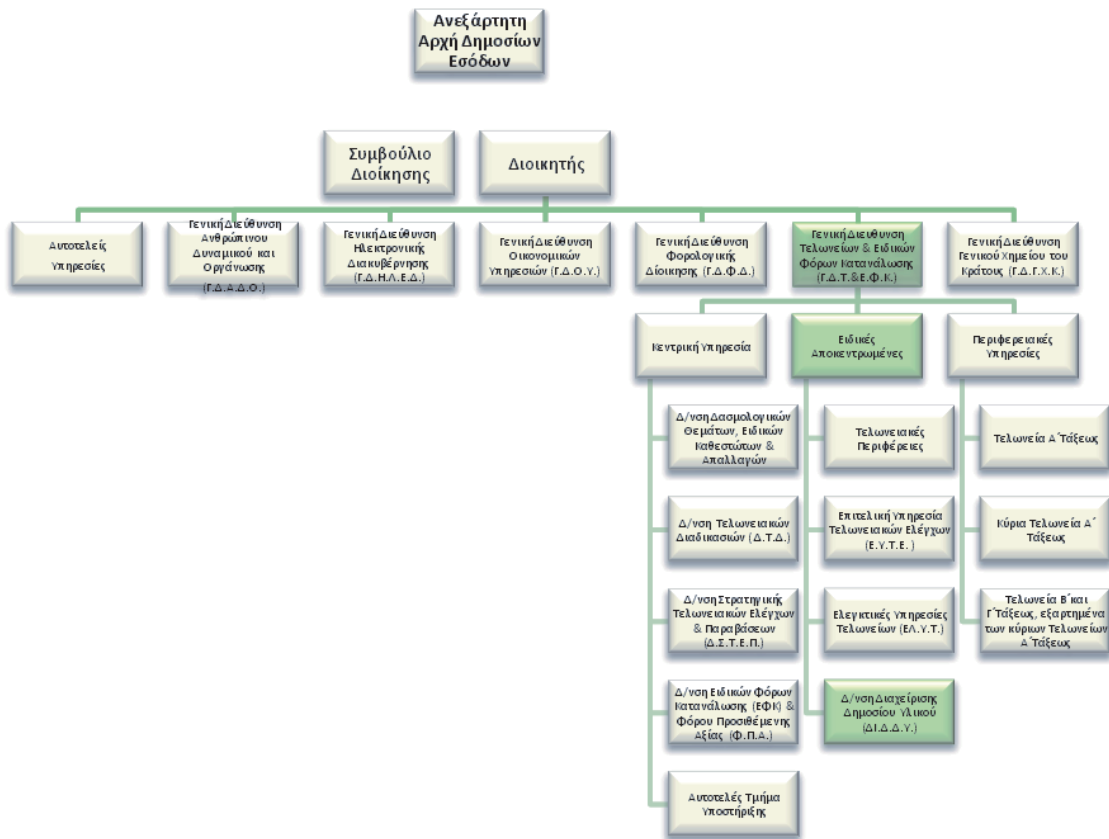 Ανεξάρτητη
Αρχή Δημοσίων
Εσόδων
Συμβούλιο
Διοίκησης
Διοικητής
Αυτοτελείς
Υπηρεσίες
Γενική Διεύθυνση
Ανθρώπινου
Δυναμικού και
Οργάνωσης
(Γ.Δ.Α.Δ.Ο.)
Γενική Διεύθυνση
Ηλεκτρονικής
Διακυβέρνησης
(Γ.Δ.Η.Λ.Ε.Δ.)
Γενική Διεύθυνση
Οικονομικών
Υπηρεσιών (Γ.Δ.Ο.Υ.)
Γενική Διεύθυνση
Φορολογικής
Δίοικησης (Γ.Δ.Φ.Δ.)
Γενική Διευθυνση
Τελωνείων & Ειδικών
Φόρων Κατανάλωσης
(Γ.Δ.Τ.&Ε.Φ.Κ.)
Γενική Διεύθυνση
Γενικού Χημείου του
Κράτους (Γ.Δ.Γ.Χ.Κ.)
Κεντρική Υπηρεσία
Ειδικές
Αποκεντρωμένες
Περιφερειακές
Υπηρεσίες
Δ/νση Δασμολογικών
Θεμάτων, Ειδικών
Καθεστώτων &
Απαλλαγών
Δ/νση Τελωνειακών
Διαδικασιών (Δ.Τ.Δ.)
Δ/νση Στρατηγικής
Τελωνειακών Ελέγχων
& Παραβάσεων
(Δ.Σ.Τ.Ε.Π.)
Δ/νση Ειδικών Φόρων
Κατανάλωσης (ΕΦΚ) &
Φόρου Προσιθέμενης
Αξίας (Φ.Π.Α.)
Αυτοτελές Τμήμα
Υποστήριξης
Τελωνειακές
Περιφέρειες
Επιτελική Υπηρεσία
Τελωνειακών Ελέγχων
(Ε.Υ.Τ.Ε.)
Ελεγκτικές Υπηρεσίες
Τελωνείων (ΕΛ.Υ.Τ.)
Δ/νση Διαχείρισης
Δημοσίου Υλικού
(ΔΙ.Δ.Δ.Υ.)
Τελωνεία Α΄Τάξεως
Κύρια Τελωνεία Α΄
Τάξεως
Τελωνεία Β΄και
Γ΄Τάξεως, εξαρτημένα
των κύριων Τελωνείων
Α΄Τάξεως